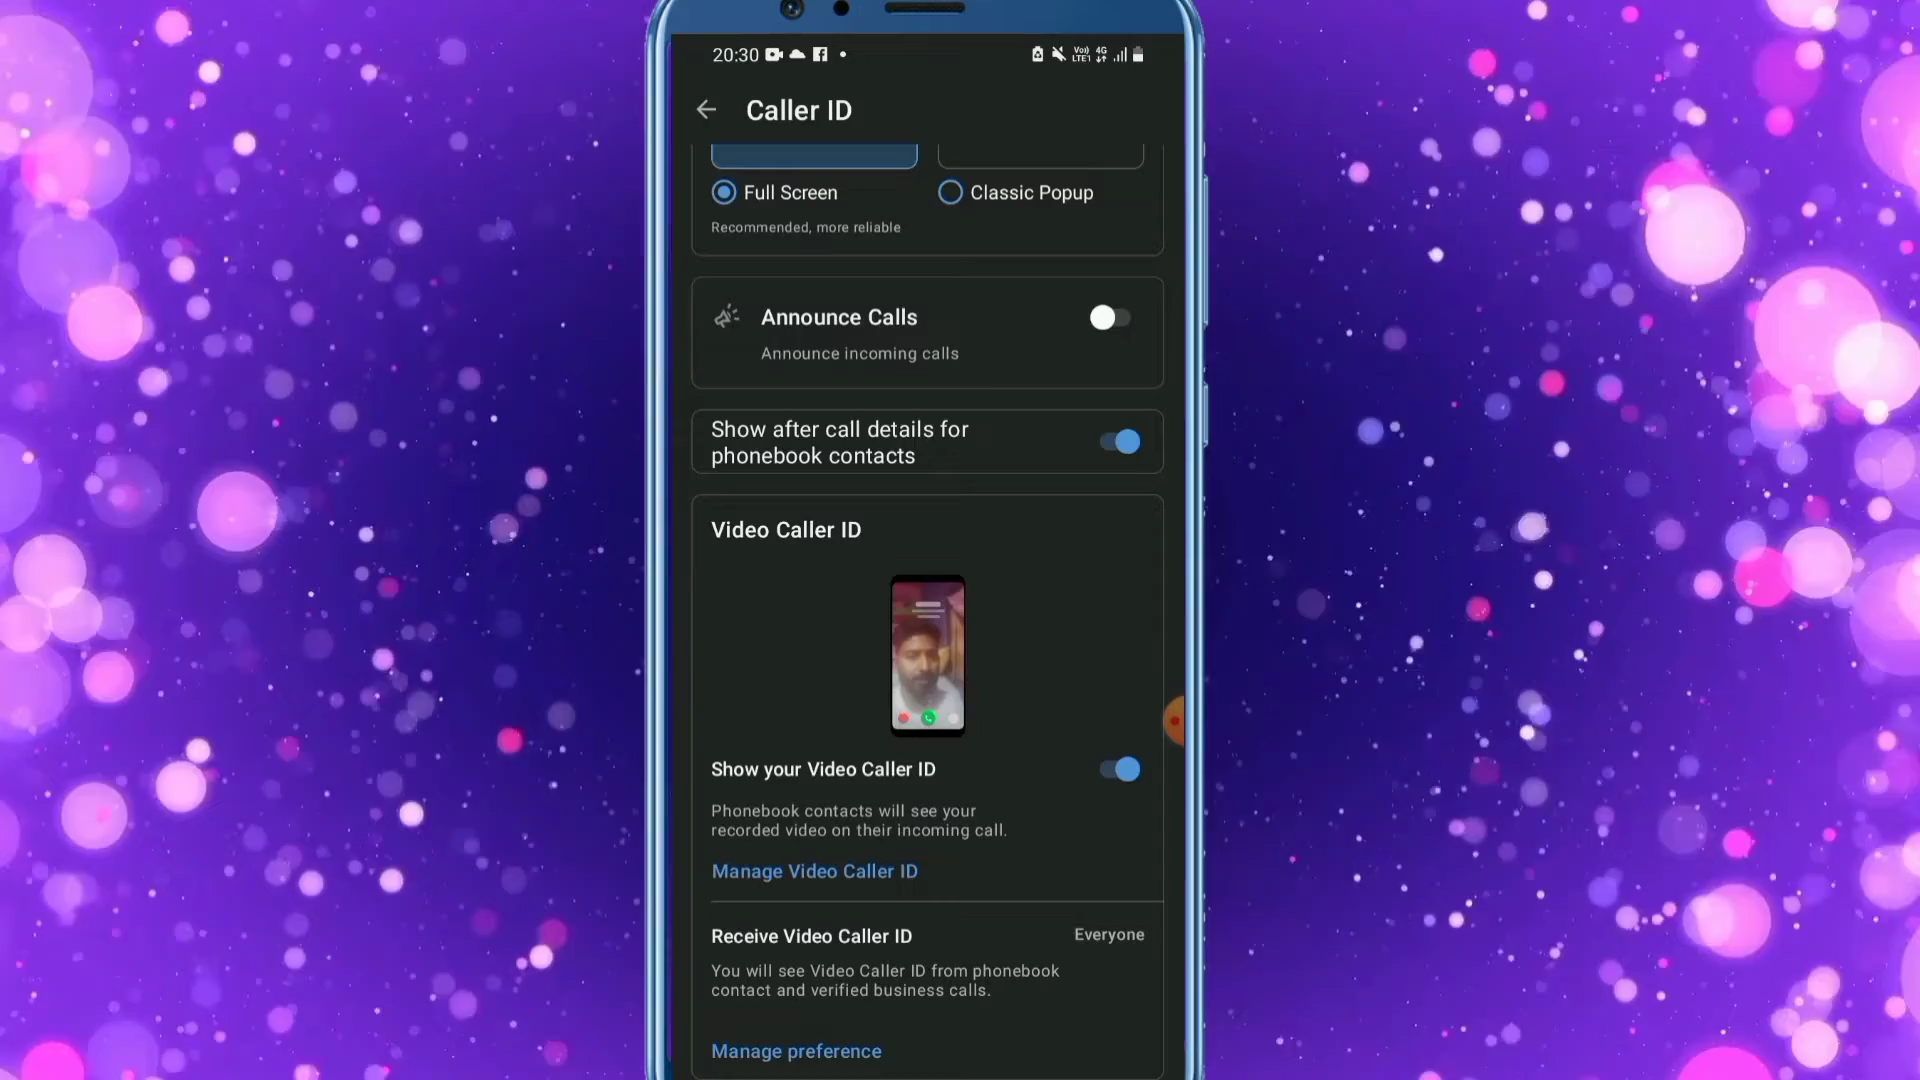 20:30
Vo) 4G
LTE1
Caller ID
Full Screen
Classic Popup
Recommended, more reliable
Announce Calls
Announce incoming calls
Show after call details for
phonebook contacts
Video Caller ID
Show your Video Caller ID
Phonebook contacts will see your
recorded video on their incoming call.
Manage Video Caller ID
Receive Video Caller ID
Everyone
You will see Video Caller ID from phonebook
contact and verified business calls.
Manage preference